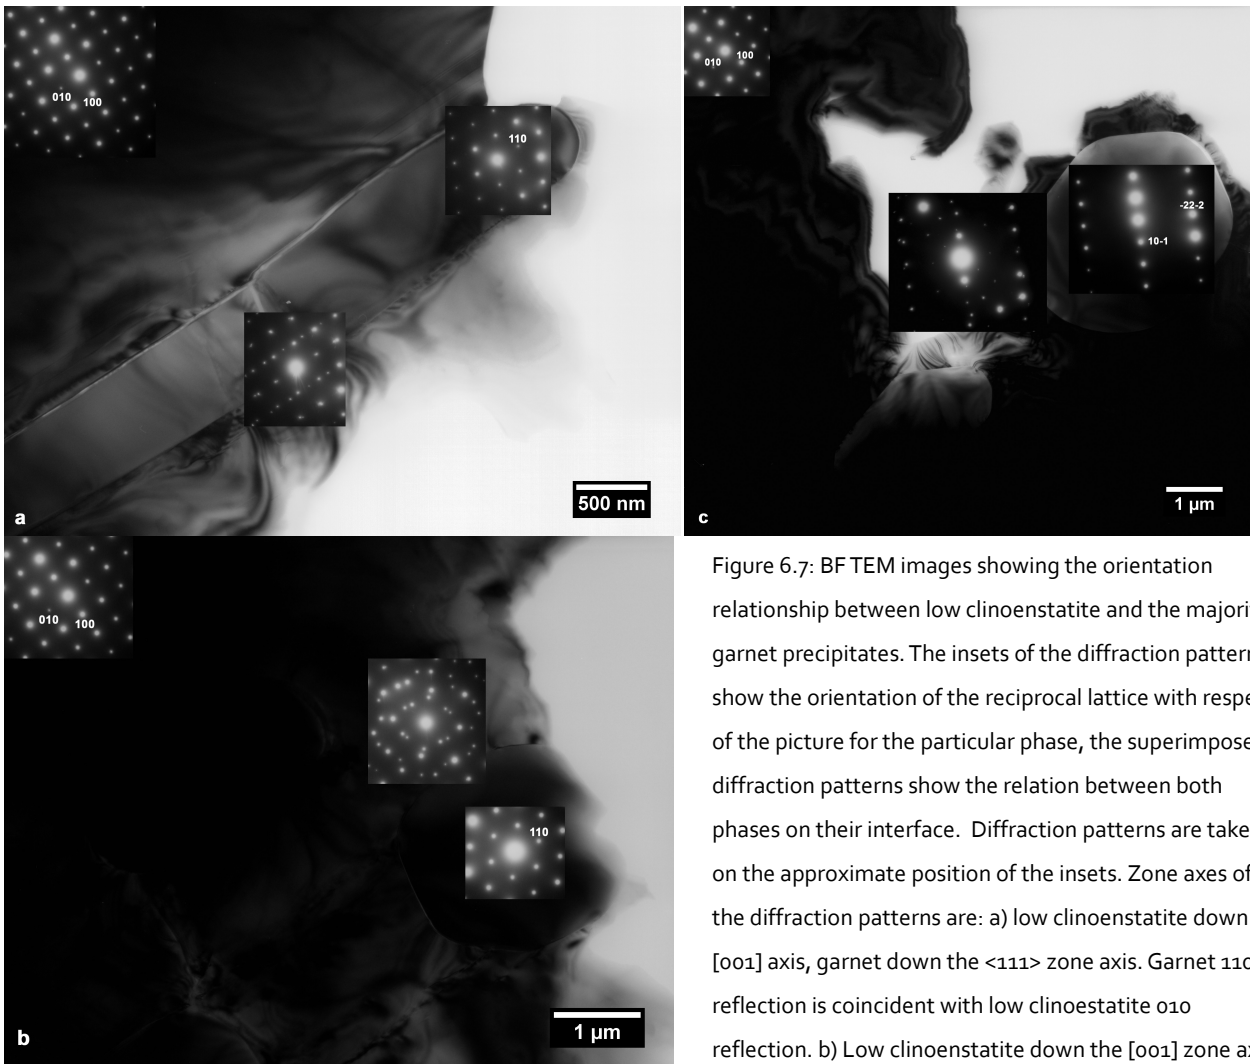 010 100
110
500 nm
a
010 100
-22-2
10-1
1 µm
c
010 100
110
1 µm
b
Figure 6.7: BF TEM images showing the orientation
relationship between low clinoenstatite and the
garnet precipitates. The insets of the diffraction
show the orientation of the reciprocal lattice with
of the picture for the particular phase, the
diffraction patterns show the relation between both
phases on their interface. Diffraction patterns are
on the approximate position of the insets. Zone axes of
the diffraction patterns are: a) low clinoenstatite down
[001] axis, garnet down the <111> zone axis. Garnet 110
reflection is coincident with low clinoestatite 010
reflection. b) Low clinoenstatite down the [001] zone